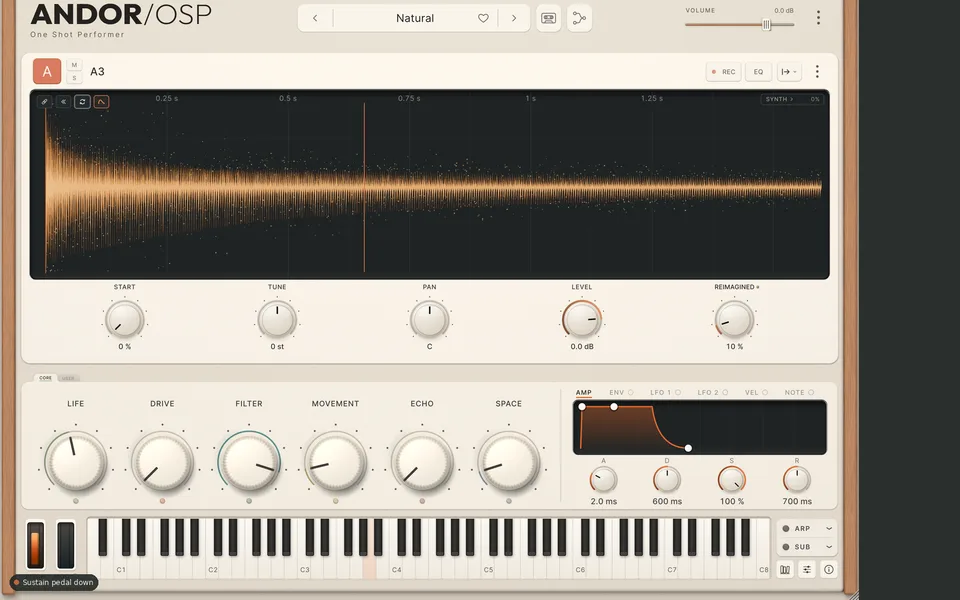 ANDOR/OSP
One Shot Performer
Natural
VOLUME
0.0 dB
A
M
S
A3
REC
EQ
0.25 s
0.5 s
0.75 s
1 s
1.25 s
SYNTH
0%
START
TUNE
PAN
LEVEL
REIMAGINED
0 %
0 st
C
0.0 dB
10 %
CORE
LIFE
DRIVE
FILTER
MOVEMENT
ECHO
SPACE
AMP
ENV
LFO 1
LFO 2
VEL
NOTE
A
D
S
R
2.0 ms
600 ms
100 %
700 ms
C1
C2
C3
C4
C5
C6
C7
C8
ARP
SUB
Sustain pedal down